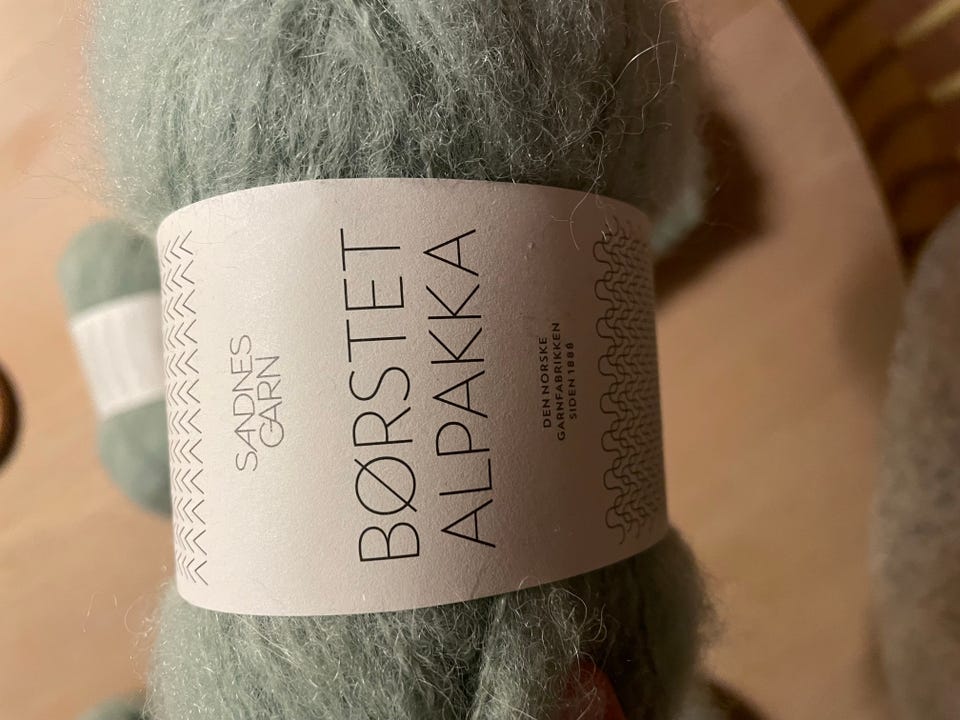 SANDNES
GARN
BØRSTET
ALPAKKA
DEN NORSKE
GARNFABRIKKEN
SIDEN 1888